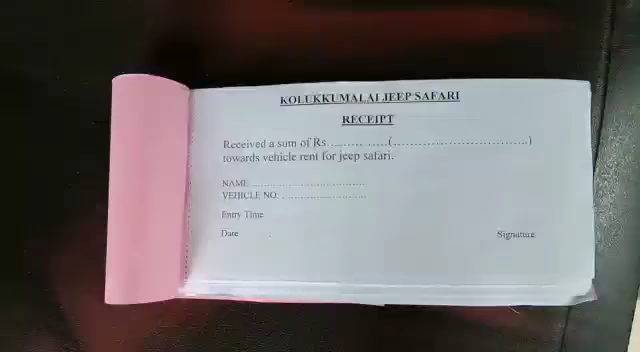 KOLUKKUMALAI JEEP SAFARI
RECEIPT
Received a sum of Rs..............(..................................)
towards vehicle rent for jeep safari.
NAME.......................................
VEHICLE NO. .............................
Entry Time
Date
Signature